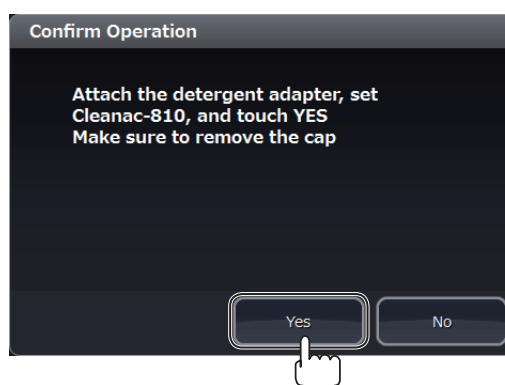 Confirm Operation
Attach the detergent adapter, set
Cleanac-810, and touch YES
Make sure to remove the cap
Yes
No